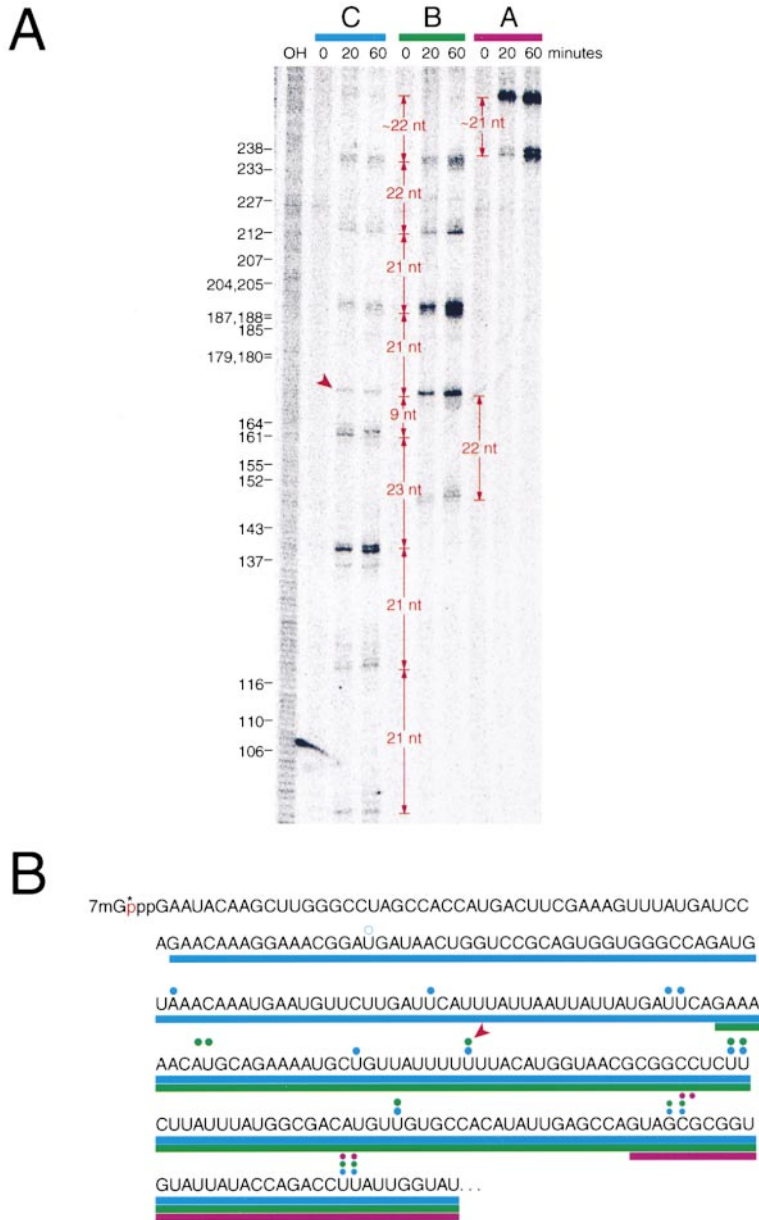 A
C B A
OH 0 20 60 0 20 60 0 20 60 minutes
~22 nt
~21 nt
238
233
22 nt
227
212
21 nt
207
204,205
187,188
185
21 nt
179,180
9 nt
164
161
22 nt
155
152
23 nt
143
137
21 nt
116
110
106
21 nt
B
7mGpppGAAUACAAGCUUGGGCCUAGCCACCAUGACUUCGAAAGUUUAUGAUCC
AGAACAAAGGAAACGGAUGAUAACUGGUCCGCAGUGGUGGGCCAGAUG
UAAACAAAUGAAUGUUCUUGAUUCAUUUAUUAAUUAUUAUGAUUCAGAAA
AACAUGCAGAAAAUGCUGUUAUUUUUUUACAUGGUAACGCGGCCUCUU
CUUAUUUAUGGCGACAUGUUGUGCCACAUAUUGAGCCAGUAGCGCGGU
GUAUUAUACCAGACCUUAUUGGUAU...